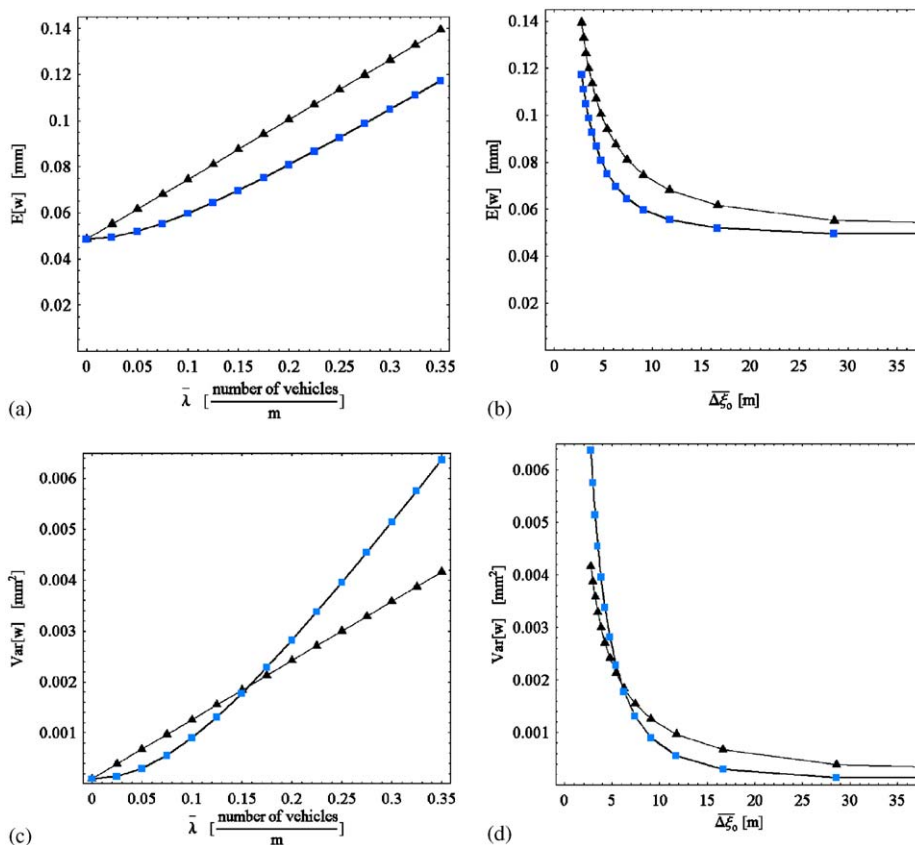 0.14
0.12
0.1
0.08
0.06
0.04
0.02
E[w] [mm]
0 0.05 0.1 0.15 0.2 0.25 0.3 0.35
λ̄ [number of vehicles/m]
(a)
0.14
0.12
0.1
0.08
0.06
0.04
0.02
E[w] [mm]
0 5 10 15 20 25 30 35
Δξ₀ [m]
(b)
0.006
0.005
0.004
0.003
0.002
0.001
Var[w] [mm²]
0 0.05 0.1 0.15 0.2 0.25 0.3 0.35
λ̄ [number of vehicles/m]
(c)
0.006
0.005
0.004
0.003
0.002
0.001
Var[w] [mm²]
0 5 10 15 20 25 30 35
Δξ₀ [m]
(d)